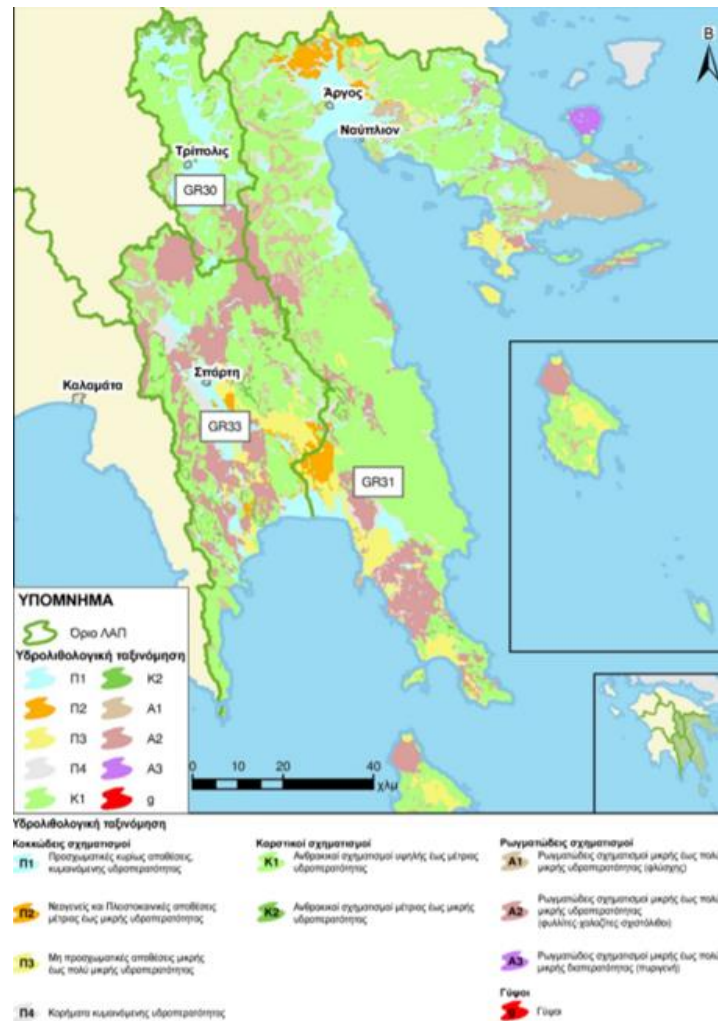 Β
Άργος
Ναύπλιον
Τρίπολις
GR30
Σπάρτη
Καλαμάτα
GR33
GR31
ΥΠΟΜΝΗΜΑ
Όριο ΛΑΠ
Υδρολιθολογική ταξινόμηση
Π1 Κ2
Π2 Α1
Π3 Α2
Π4 Α3
Κ1 g
0 10 20 40
χλμ
Υδρολιθολογική ταξινόμηση
Κοκκώδεις σχηματισμοί
Π1 Προσχωματικές κυρίως αποθέσεις,
κυμαινόμενης υδροπερατότητας
Π2 Νεογενείς και Πλειστοκαινικές αποθέσεις
μέτριας έως μικρής υδροπερατότητας
Π3 Μη προσχωματικές αποθέσεις μικρής
έως πολύ μικρής υδροπερατότητας
Π4 Κορήματα κυμαινόμενης υδροπερατότητας
Καρστικοί σχηματισμοί
Κ1 Ανθρακικοί σχηματισμοί υψηλής έως μέτριας
υδροπερατότητας
Κ2 Ανθρακικοί σχηματισμοί μέτριας έως μικρής
υδροπερατότητας
Ρωγματώδεις σχηματισμοί
Α1 Ρωγματώδεις σχηματισμοί μικρής έως πολύ
μικρής υδροπερατότητας (φλύσχης)
Α2 Ρωγματώδεις σχηματισμοί μικρής έως πολύ
μικρής υδροπερατότητας
(φυλλίτες-χαλαζίτες-σχιστόλιθοι)
Α3 Ρωγματώδεις σχηματισμοί μικρής έως πολύ
μικρής διαπερατότητας (πυριγενή)
Γύψοι
Γύψοι